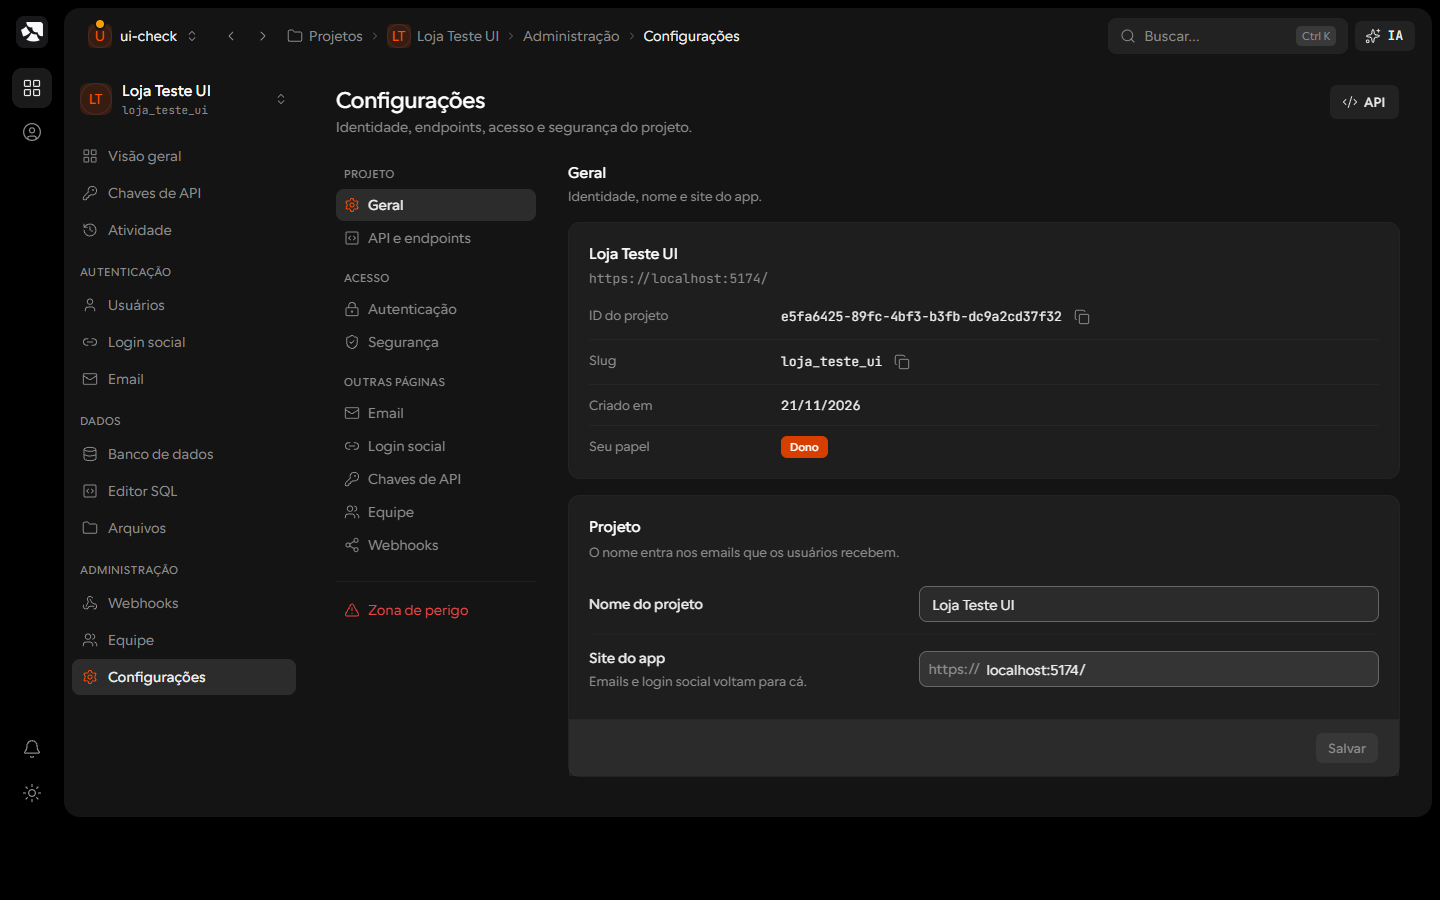 U ui-check
Projetos
LT Loja Teste UI
Administração
Configurações
Buscar...
Ctrl K
IA
LT
Loja Teste UI
loja_teste_ui
Visão geral
Chaves de API
Atividade
AUTENTICAÇÃO
Usuários
Login social
Email
DADOS
Banco de dados
Editor SQL
Arquivos
ADMINISTRAÇÃO
Webhooks
Equipe
Configurações
Configurações
Identidade, endpoints, acesso e segurança do projeto.
API
PROJETO
Geral
API e endpoints
ACESSO
Autenticação
Segurança
OUTRAS PÁGINAS
Email
Login social
Chaves de API
Equipe
Webhooks
Zona de perigo
Geral
Identidade, nome e site do app.
Loja Teste UI
https://localhost:5174/
ID do projeto e5fa6425-89fc-4bf3-b3fb-dc9a2cd37f32
Slug loja_teste_ui
Criado em 21/11/2026
Seu papel Dono
Projeto
O nome entra nos emails que os usuários recebem.
Nome do projeto Loja Teste UI
Site do app https:// localhost:5174/
Emails e login social voltam para cá.
Salvar